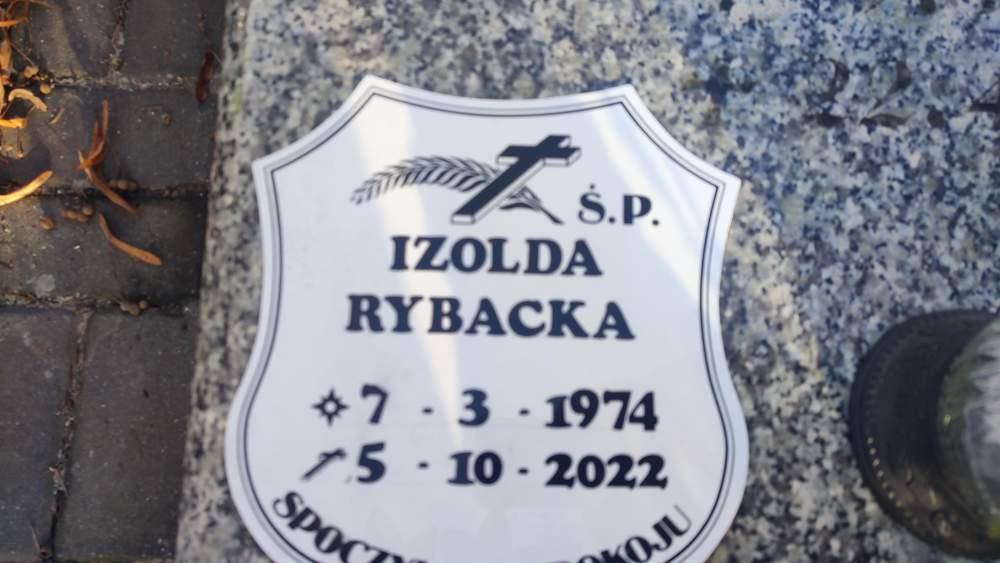 Ś.P.
IZOLDA
RYBACKA
7 - 3 - 1974
5 - 10 - 2022